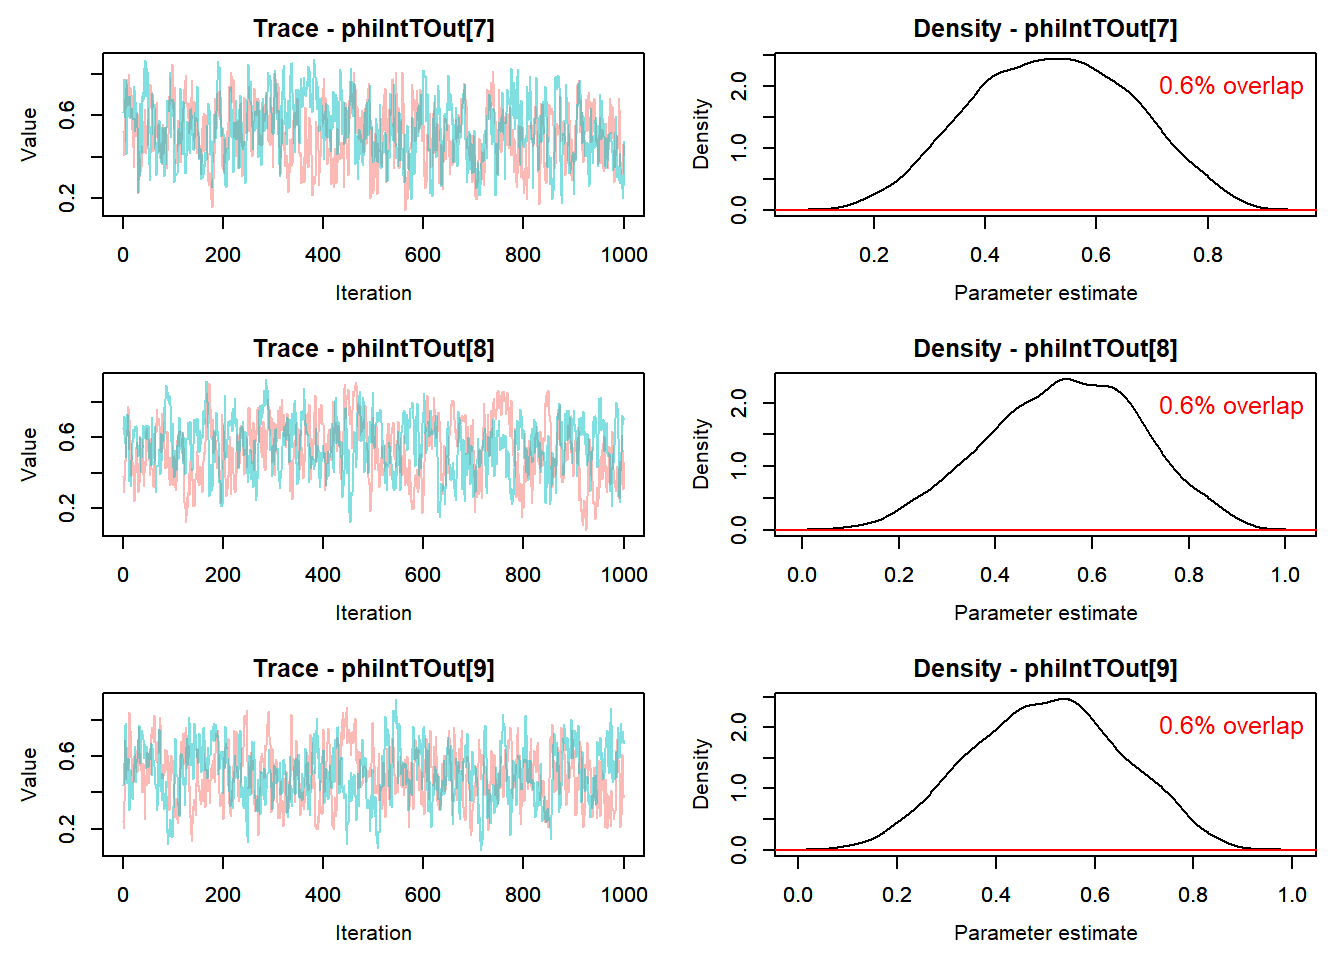 Trace - phiIntTOut[7]
Value
0.6
0.2
0 200 400 600 800 1000
Iteration
Density - phiIntTOut[7]
0.6% overlap
Density
2.0
1.0
0.0
0.2 0.4 0.6 0.8
Parameter estimate
Trace - phiIntTOut[8]
Value
0.6
0.2
0 200 400 600 800 1000
Iteration
Density - phiIntTOut[8]
0.6% overlap
Density
2.0
1.0
0.0
0.0 0.2 0.4 0.6 0.8 1.0
Parameter estimate
Trace - phiIntTOut[9]
Value
0.6
0.2
0 200 400 600 800 1000
Iteration
Density - phiIntTOut[9]
0.6% overlap
Density
2.0
1.0
0.0
0.0 0.2 0.4 0.6 0.8 1.0
Parameter estimate